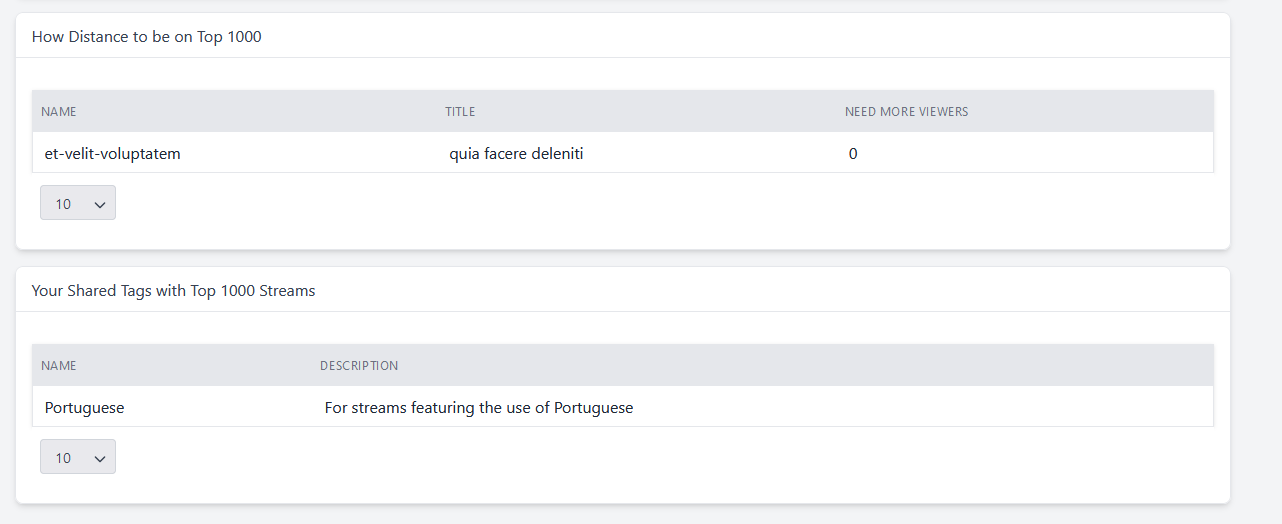 How Distance to be on Top 1000
NAME TITLE NEED MORE VIEWERS
et-velit-voluptatem quia facere deleniti 0
10
Your Shared Tags with Top 1000 Streams
NAME DESCRIPTION
Portuguese For streams featuring the use of Portuguese
10